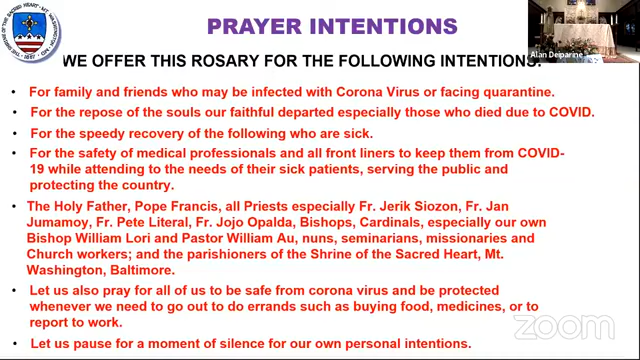 PRAYER INTENTIONS
Alan Deiparine
WE OFFER THIS ROSARY FOR THE FOLLOWING INTENTIONS:
• For family and friends who may be infected with Corona Virus or facing quarantine.
• For the repose of the souls our faithful departed especially those who died due to COVID.
• For the speedy recovery of the following who are sick.
• For the safety of medical professionals and all front liners to keep them from COVID-
19 while attending to the needs of their sick patients, serving the public and
protecting the country.
• The Holy Father, Pope Francis, all Priests especially Fr. Jerik Siozon, Fr. Jan
Jumamoy, Fr. Pete Literal, Fr. Jojo Opalda, Bishops, Cardinals, especially our own
Bishop William Lori and Pastor William Au, nuns, seminarians, missionaries and
Church workers; and the parishioners of the Shrine of the Sacred Heart, Mt.
Washington, Baltimore.
• Let us also pray for all of us to be safe from corona virus and be protected
whenever we need to go out to do errands such as buying food, medicines, or to
report to work.
• Let us pause for a moment of silence for our own personal intentions.
zoom